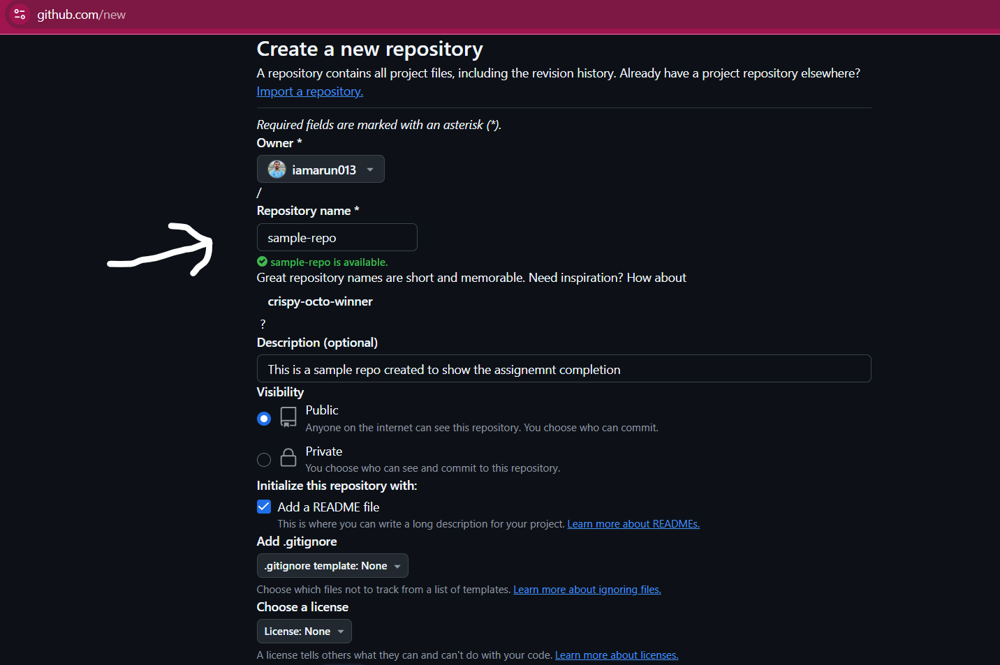 github.com/new
Create a new repository
A repository contains all project files, including the revision history. Already have a project repository elsewhere?
Import a repository.
Required fields are marked with an asterisk (*).
Owner *
iamarun013
/
Repository name *
sample-repo
sample-repo is available.
Great repository names are short and memorable. Need inspiration? How about
crispy-octo-winner
?
Description (optional)
This is a sample repo created to show the assignemnt completion
Visibility
Public
Anyone on the internet can see this repository. You choose who can commit.
Private
You choose who can see and commit to this repository.
Initialize this repository with:
Add a README file
This is where you can write a long description for your project. Learn more about READMEs.
Add .gitignore
.gitignore template: None
Choose which files not to track from a list of templates. Learn more about ignoring files.
Choose a license
License: None
A license tells others what they can and can't do with your code. Learn more about licenses.